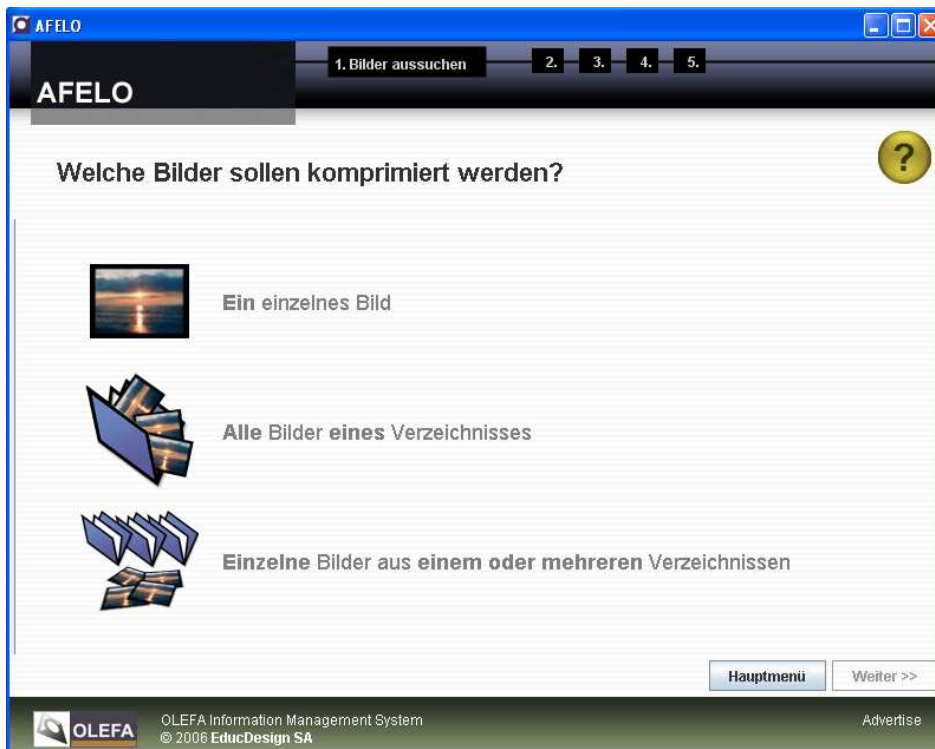 AFELO
1. Bilder aussuchen 2. 3. 4. 5.
AFELO
Welche Bilder sollen komprimiert werden?
?
Ein einzelnes Bild
Alle Bilder eines Verzeichnisses
Einzelne Bilder aus einem oder mehreren Verzeichnissen
Hauptmenü Weiter >>
OLEFA
OLEFA Information Management System
© 2006 EducDesign SA
Advertise